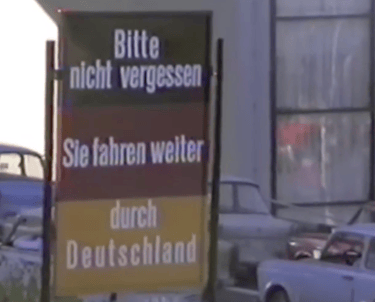 Bitte
nicht vergessen
Sie fahren weiter
durch
Deutschland